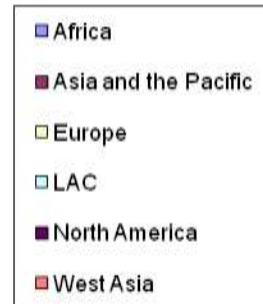 Africa
Asia and the Pacific
Europe
LAC
North America
West Asia